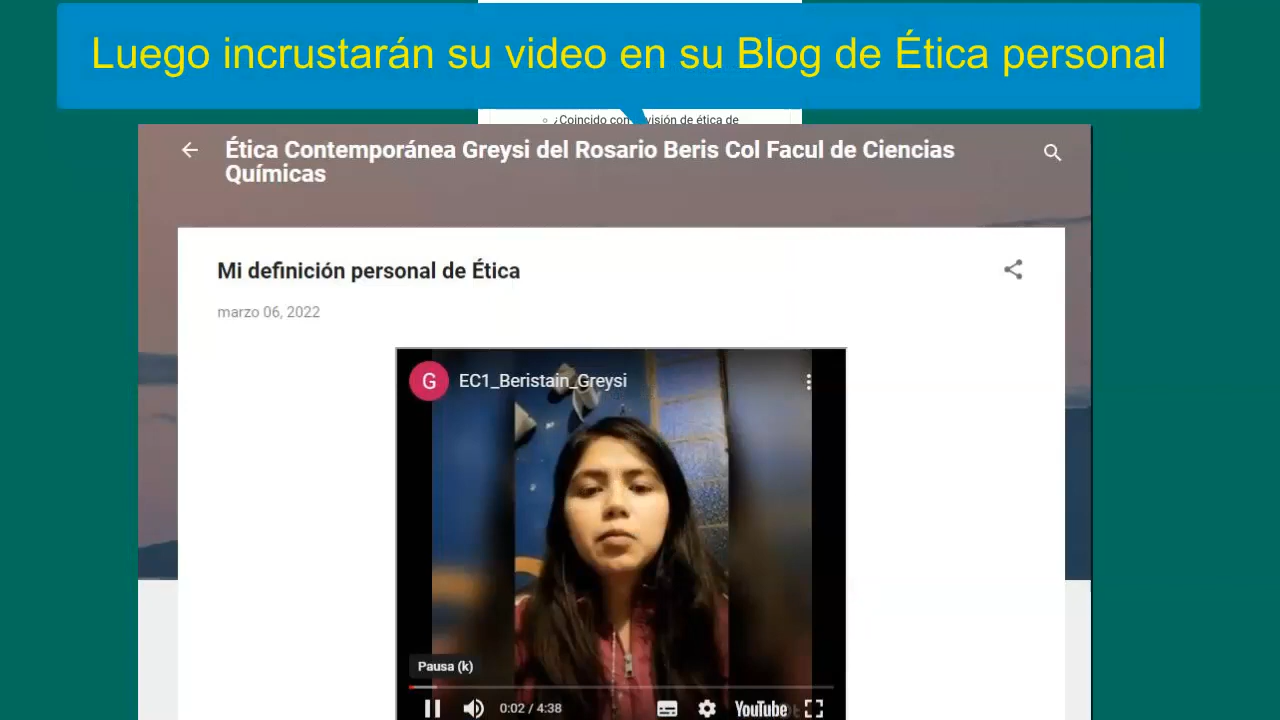 Luego incrustarán su video en su Blog de Ética personal
¿Coincido con visión de ética de
Ética Contemporánea Greysi del Rosario Beris Col Facul de Ciencias
Químicas
Mi definición personal de Ética
marzo 06, 2022
G EC1_Beristain_Greysi
Pausa (k)
0:02 / 4:38 YouTube